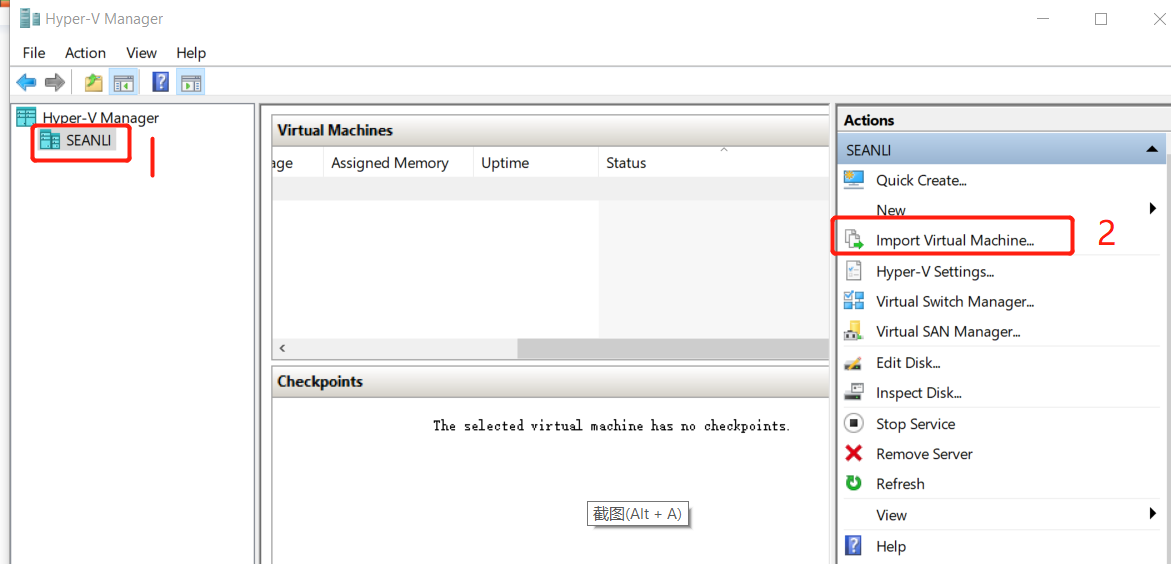 Hyper-V Manager
File Action View Help
Hyper-V Manager
SEANLI
1
Virtual Machines
age Assigned Memory Uptime Status
Checkpoints
The selected virtual machine has no checkpoints.
截图(Alt + A)
Actions
SEANLI
Quick Create...
New
Import Virtual Machine...
2
Hyper-V Settings...
Virtual Switch Manager...
Virtual SAN Manager...
Edit Disk...
Inspect Disk...
Stop Service
Remove Server
Refresh
View
Help